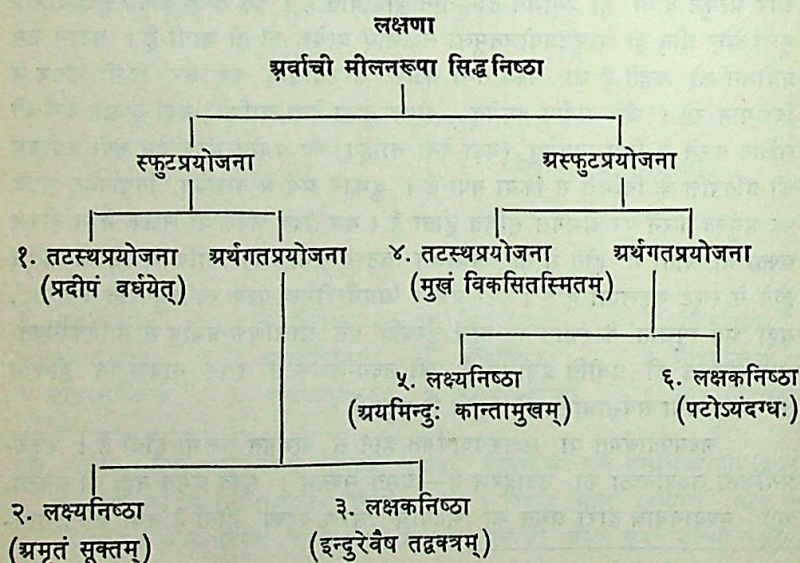 लक्षणा
अर्वाची मीलनरूपा सिद्धनिष्ठा
स्फुटप्रयोजना
अस्फुटप्रयोजना
१. तटस्थप्रयोजना
(प्रदीपं वर्धयेत्)
अर्थगतप्रयोजना
४. तटस्थप्रयोजना
(मुखं विकसितस्मितम्)
अर्थगतप्रयोजना
५. लक्ष्यनिष्ठा
(अयमिन्दुः कान्तामुखम्)
६. लक्षकनिष्ठा
(पटोऽयंदग्धः)
२. लक्ष्यनिष्ठा
(अमृतं सूक्तम्)
३. लक्षकनिष्ठा
(इन्दुरेवैष तद्वक्त्रम्)